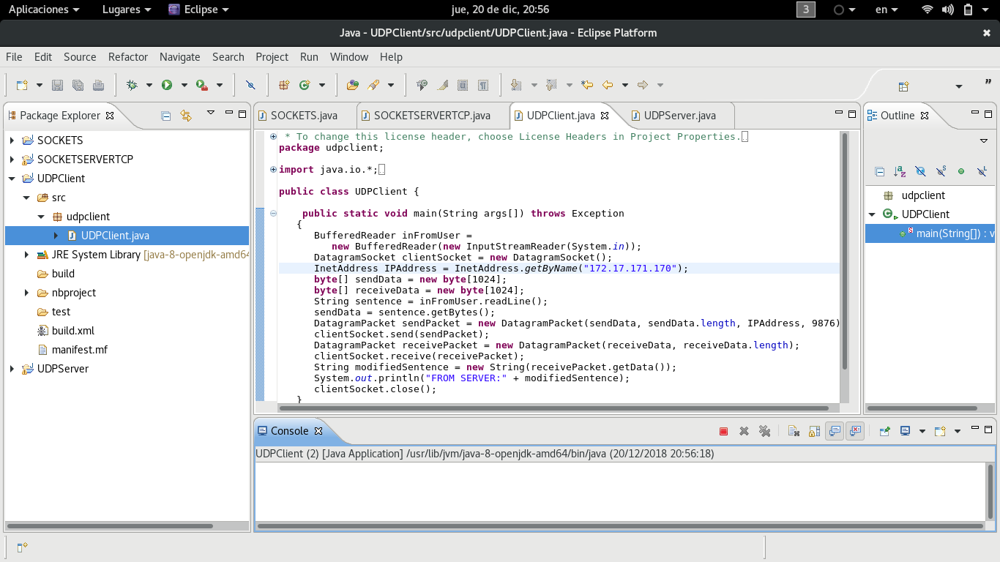 Aplicaciones Lugares Eclipse jue, 20 de dic, 20:56 3 en
Java - UDPClient/src/udpclient/UDPClient.java - Eclipse Platform
File Edit Source Refactor Navigate Search Project Run Window Help
Package Explorer
SOCKETS
SOCKETSERVERTCP
UDPClient
src
udpclient
UDPClient.java
JRE System Library [java-8-openjdk-amd64
build
nbproject
test
build.xml
manifest.mf
UDPServer
SOCKETS.java SOCKETSERVERTCP.java UDPClient.java UDPServer.java
* To change this license header, choose License Headers in Project Properties.
package udpclient;
import java.io.*;
public class UDPClient {
public static void main(String args[]) throws Exception
{
BufferedReader inFromUser =
new BufferedReader(new InputStreamReader(System.in));
DatagramSocket clientSocket = new DatagramSocket();
InetAddress IPAddress = InetAddress.getByName("172.17.171.170");
byte[] sendData = new byte[1024];
byte[] receiveData = new byte[1024];
String sentence = inFromUser.readLine();
sendData = sentence.getBytes();
DatagramPacket sendPacket = new DatagramPacket(sendData, sendData.length, IPAddress, 9876)
clientSocket.send(sendPacket);
DatagramPacket receivePacket = new DatagramPacket(receiveData, receiveData.length);
clientSocket.receive(receivePacket);
String modifiedSentence = new String(receivePacket.getData());
System.out.println("FROM SERVER:" + modifiedSentence);
clientSocket.close();
}
Outline
udpclient
UDPClient
main(String[]) : v
Console
UDPClient (2) [Java Application] /usr/lib/jvm/java-8-openjdk-amd64/bin/java (20/12/2018 20:56:18)